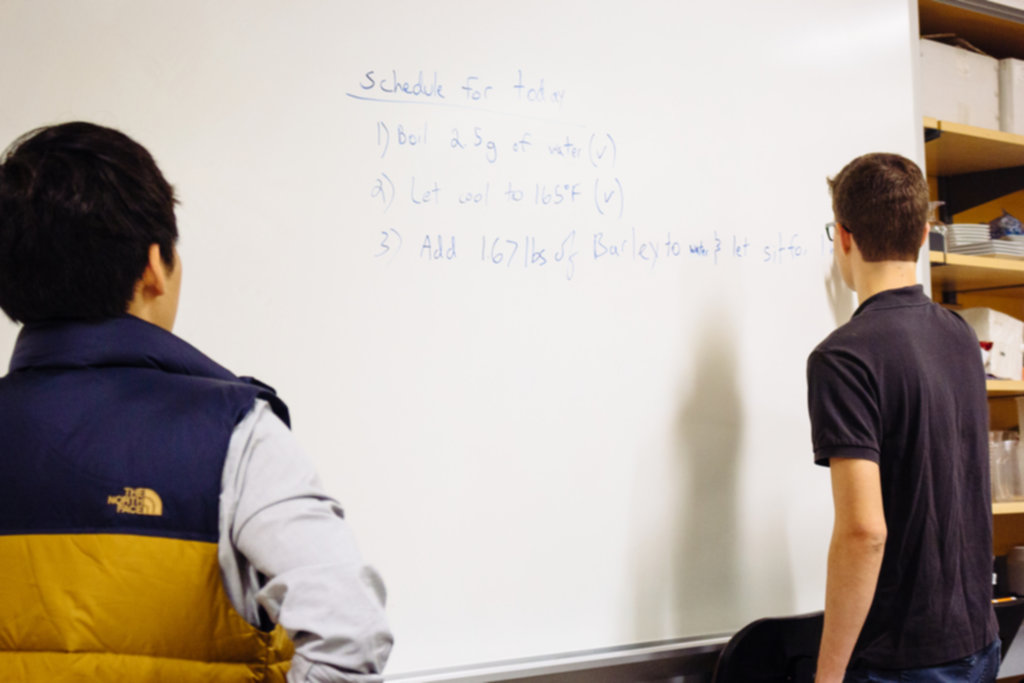 Schedule for today
1) Boil 2.5g of water (v)
2) Let cool to 165°F (v)
3) Add 1.67 lbs of Barley to water & let sit for
THE
NORTH
FACE